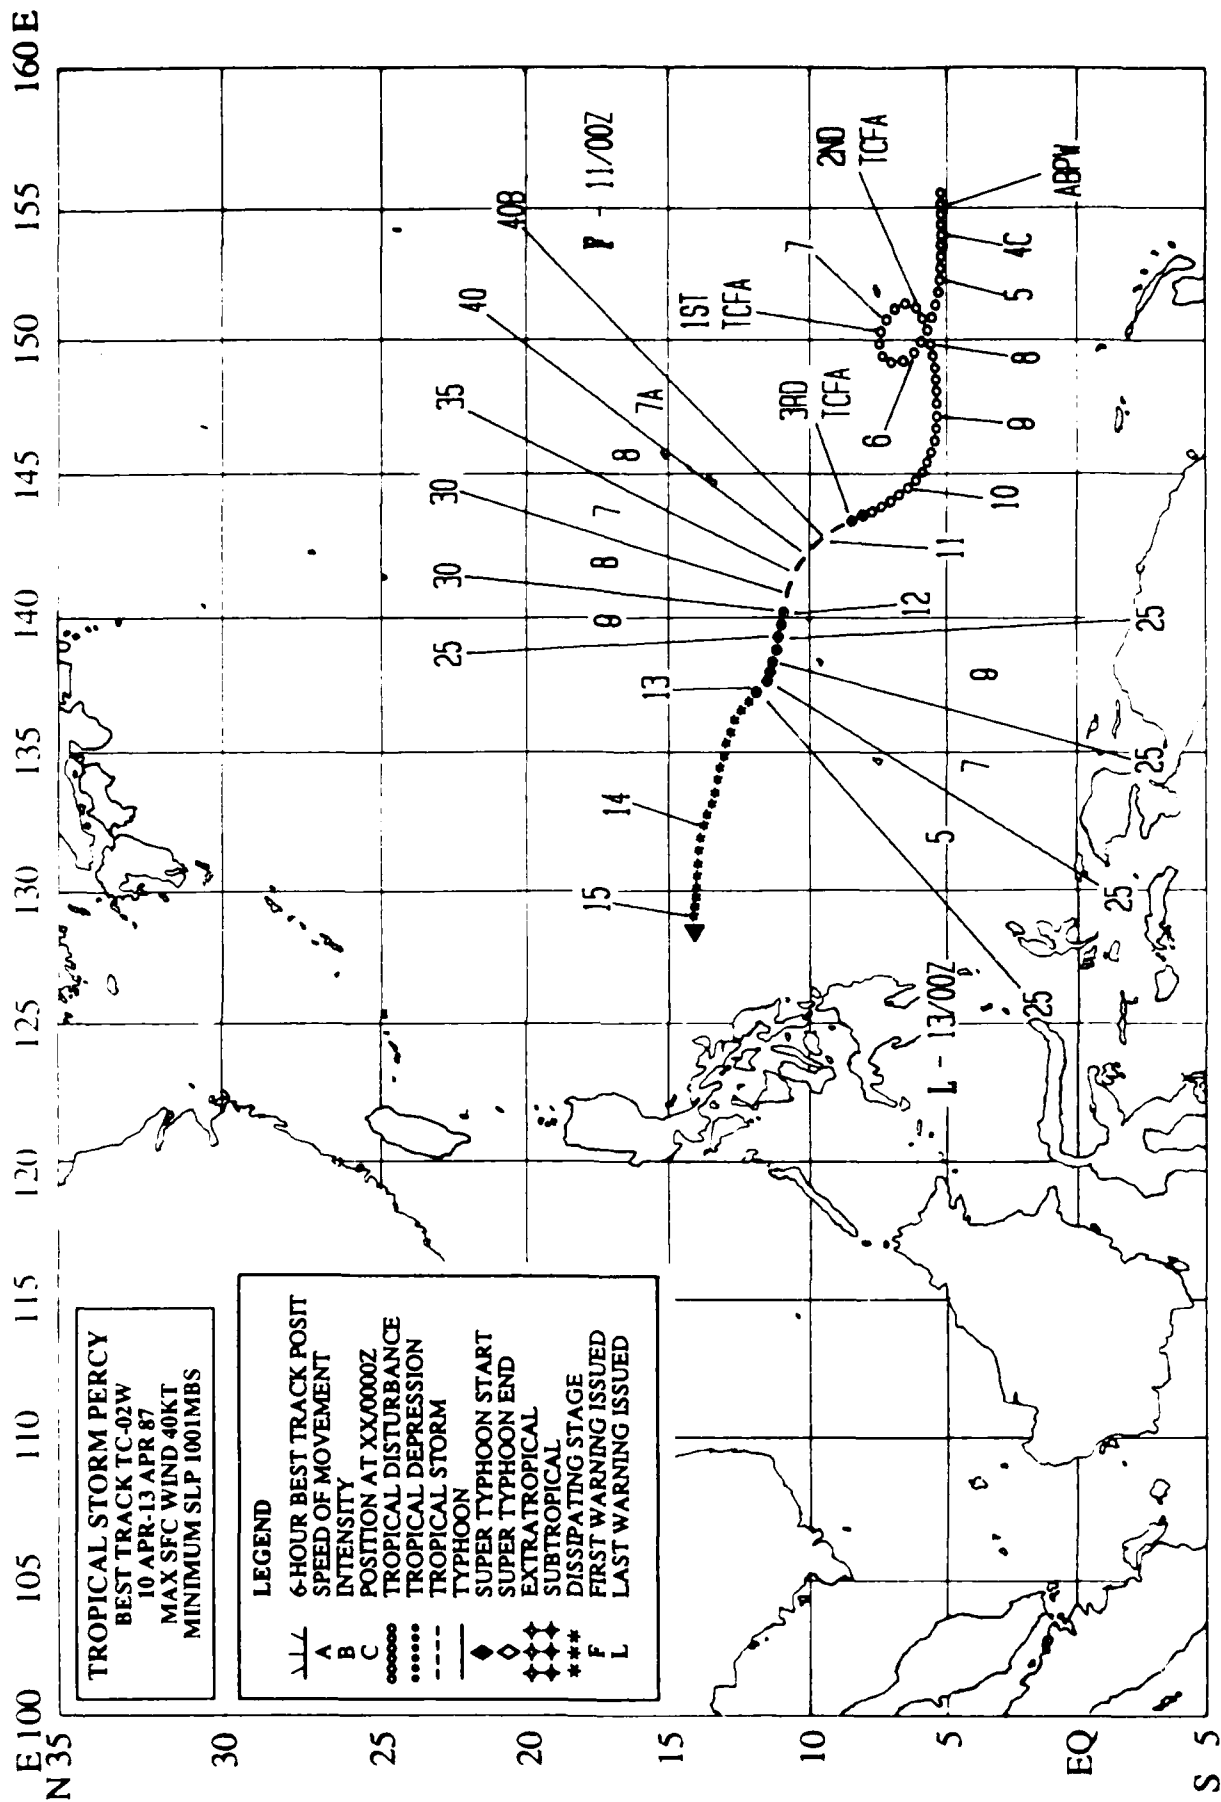 TROPICAL STORM PERCY
BEST TRACK TC-02W
10 APR-13 APR 87
MAX SFC WIND 40KT
MINIMUM SLP 1001MBS
LEGEND
6-HOUR BEST TRACK POSIT
A SPEED OF MOVEMENT
B INTENSITY
C POSITION AT XX/0000Z
TROPICAL DISTURBANCE
TROPICAL DEPRESSION
TROPICAL STORM
TYPHOON
SUPER TYPHOON START
SUPER TYPHOON END
EXTRATROPICAL
SUBTROPICAL
*** DISSIPATING STAGE
F FIRST WARNING ISSUED
L LAST WARNING ISSUED
E 100 105 110 115 120 125 130 135 140 145 150 155 160 E
N 35
30
25
20
15
10
5
EQ
S 5
25
30
30
35
40
40B
9
8
7
8
7A
F - 11/00Z
15
14
13
1ST
TCFA
7
2ND
TCFA
3RD
TCFA
6
12
11
10
9
8
5
4C
ABPW
L - 13/00Z
5
7
9
25
25
25
25